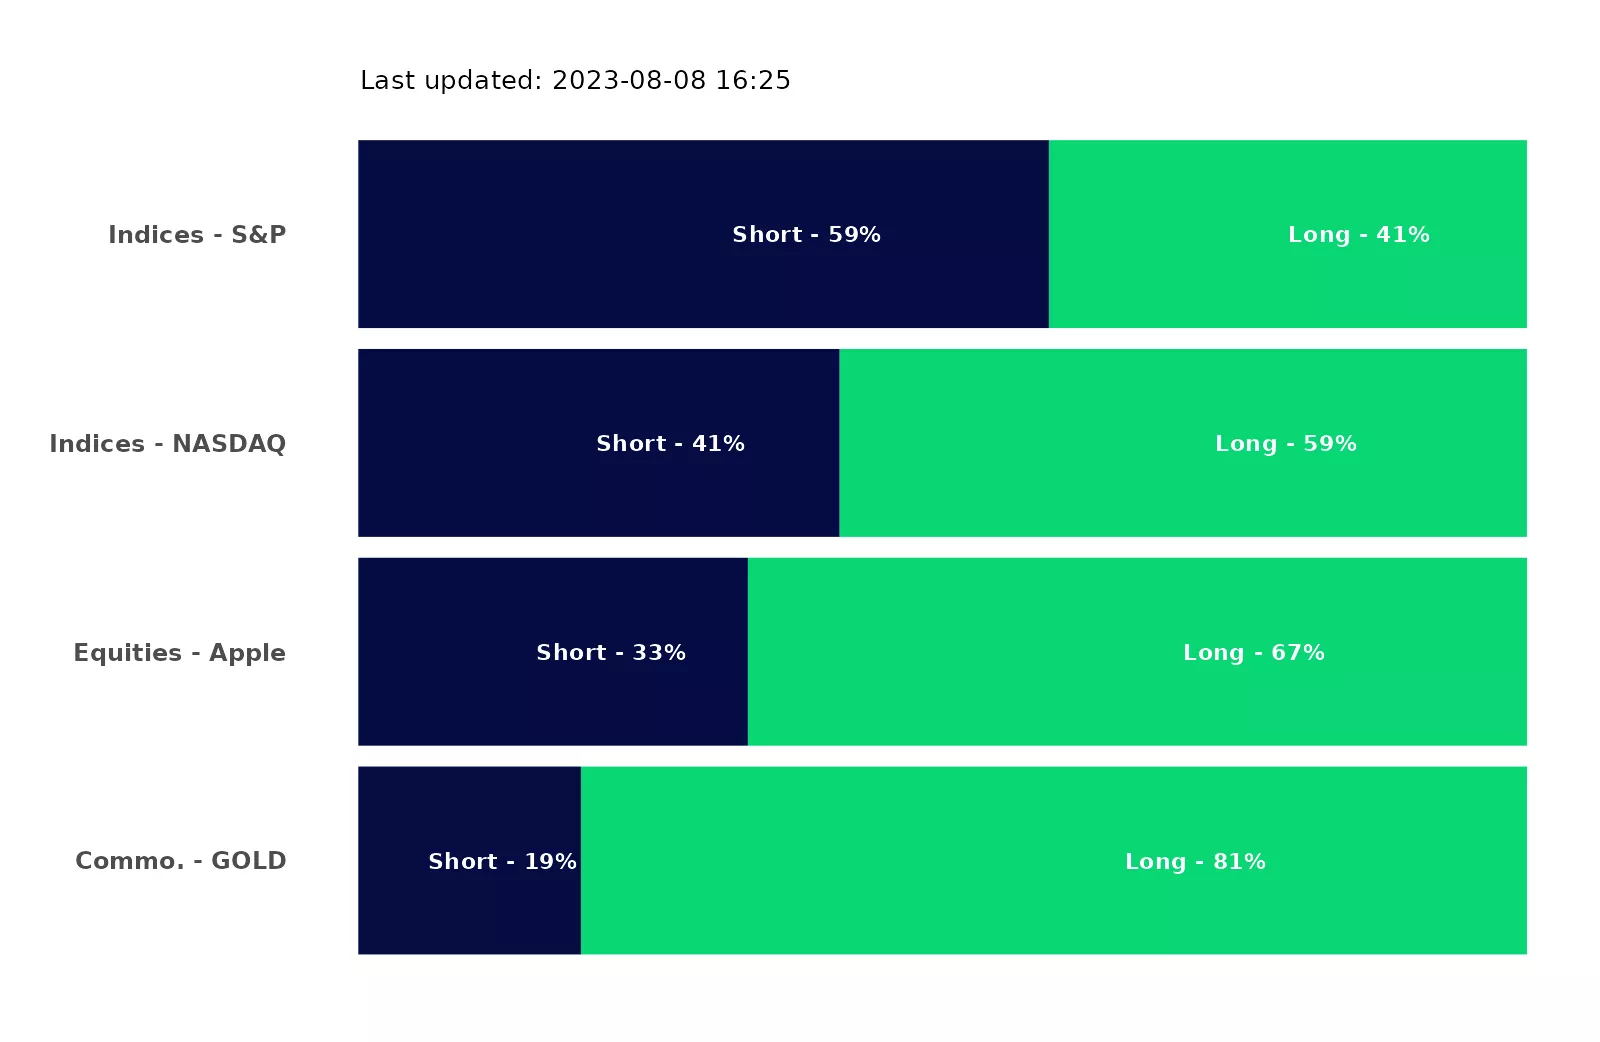 Last updated: 2023-08-08 16:25
Indices - S&P Short - 59% Long - 41%
Indices - NASDAQ Short - 41% Long - 59%
Equities - Apple Short - 33% Long - 67%
Commo. - GOLD Short - 19% Long - 81%